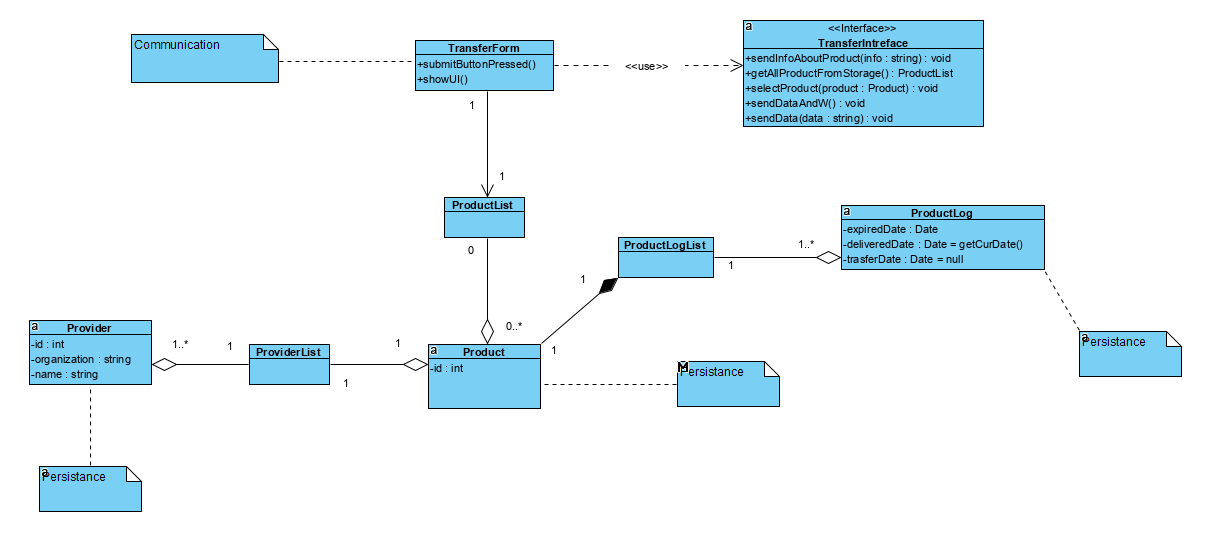 Communication
TransferForm
+submitButtonPressed()
+showUI()
<<use>>
a
<<Interface>>
TransferIntreface
+sendInfoAboutProduct(info : string) : void
+getAllProductFromStorage() : ProductList
+selectProduct(product : Product) : void
+sendDataAndW() : void
+sendData(data : string) : void
1
1
ProductList
0
0..*
ProductLogList
1
1
1..*
1
a
ProductLog
-expiredDate : Date
-deliveredDate : Date = getCurDate()
-trasferDate : Date = null
a
Persistance
a
Provider
-id : int
-organization : string
-name : string
1..*
1
ProviderList
1
1
a
Product
-id : int
M
Persistance
a
Persistance